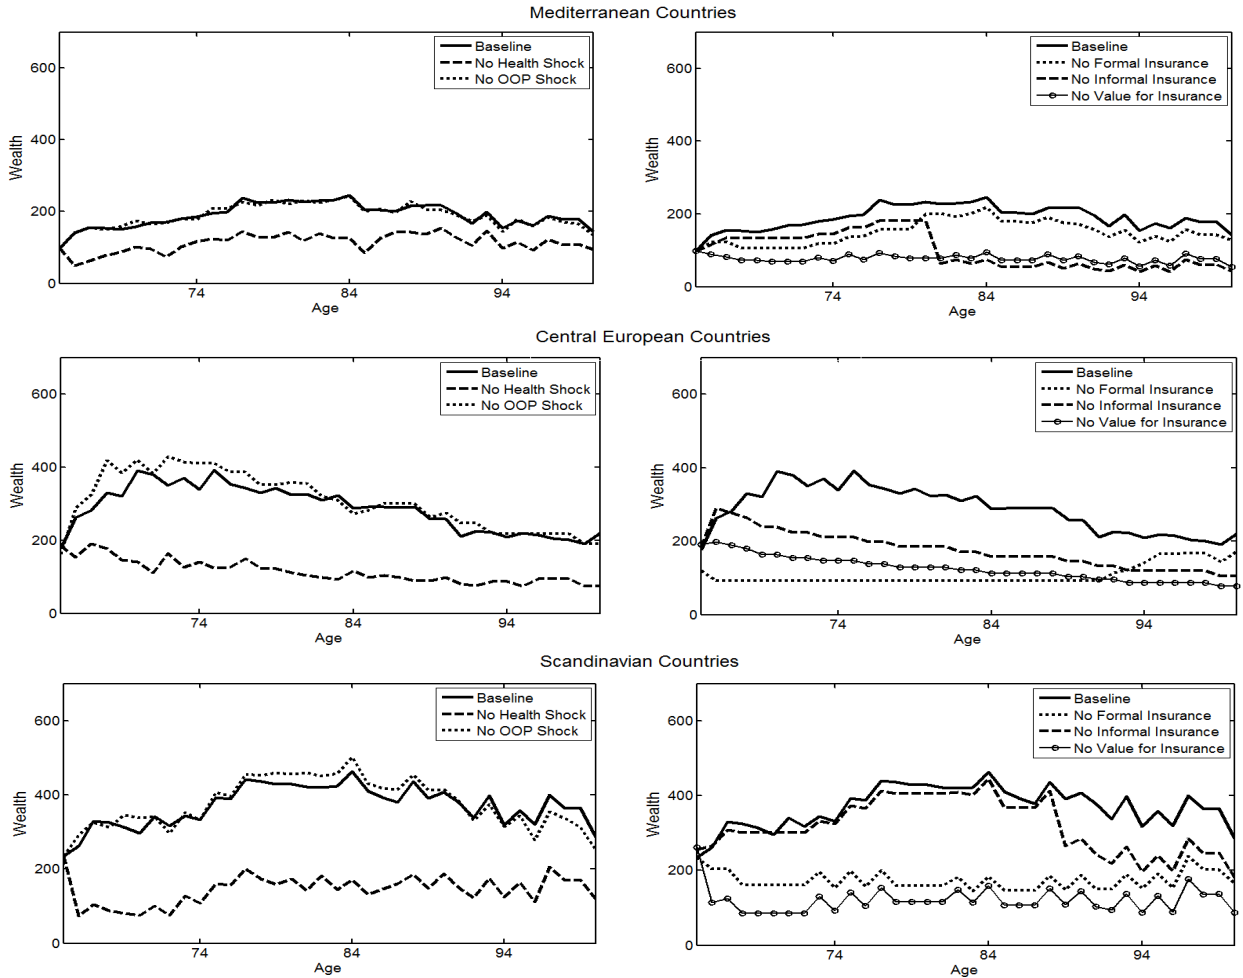 Mediterranean Countries
Wealth
600
400
200
0
74
84
94
Age
Baseline
No Health Shock
No OOP Shock
Wealth
600
400
200
0
74
84
94
Age
Baseline
No Formal Insurance
No Informal Insurance
No Value for Insurance
Central European Countries
Wealth
600
400
200
0
74
84
94
Age
Baseline
No Health Shock
No OOP Shock
Wealth
600
400
200
0
74
84
94
Age
Baseline
No Formal Insurance
No Informal Insurance
No Value for Insurance
Scandinavian Countries
Wealth
600
400
200
0
74
84
94
Age
Baseline
No Health Shock
No OOP Shock
Wealth
600
400
200
0
74
84
94
Age
Baseline
No Formal Insurance
No Informal Insurance
No Value for Insurance